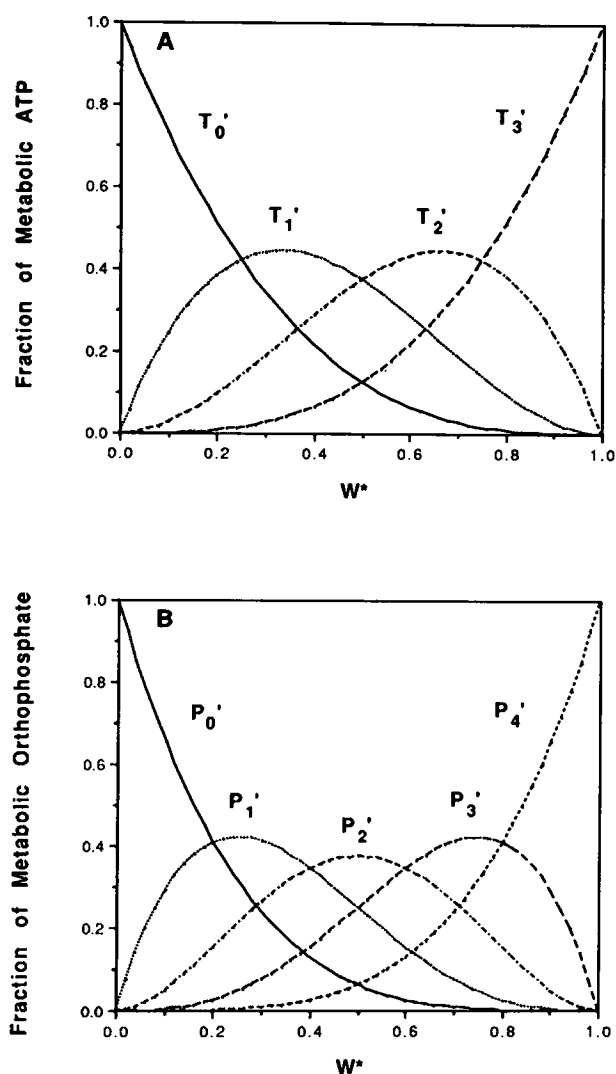 A
Fraction of Metabolic ATP
1.0
0.8
0.6
0.4
0.2
0.0
T₀'
T₁'
T₂'
T₃'
0.0 0.2 0.4 0.6 0.8 1.0
W*
B
Fraction of Metabolic Orthophosphate
1.0
0.8
0.6
0.4
0.2
0.0
P₀'
P₁'
P₂'
P₃'
P₄'
0.0 0.2 0.4 0.6 0.8 1.0
W*